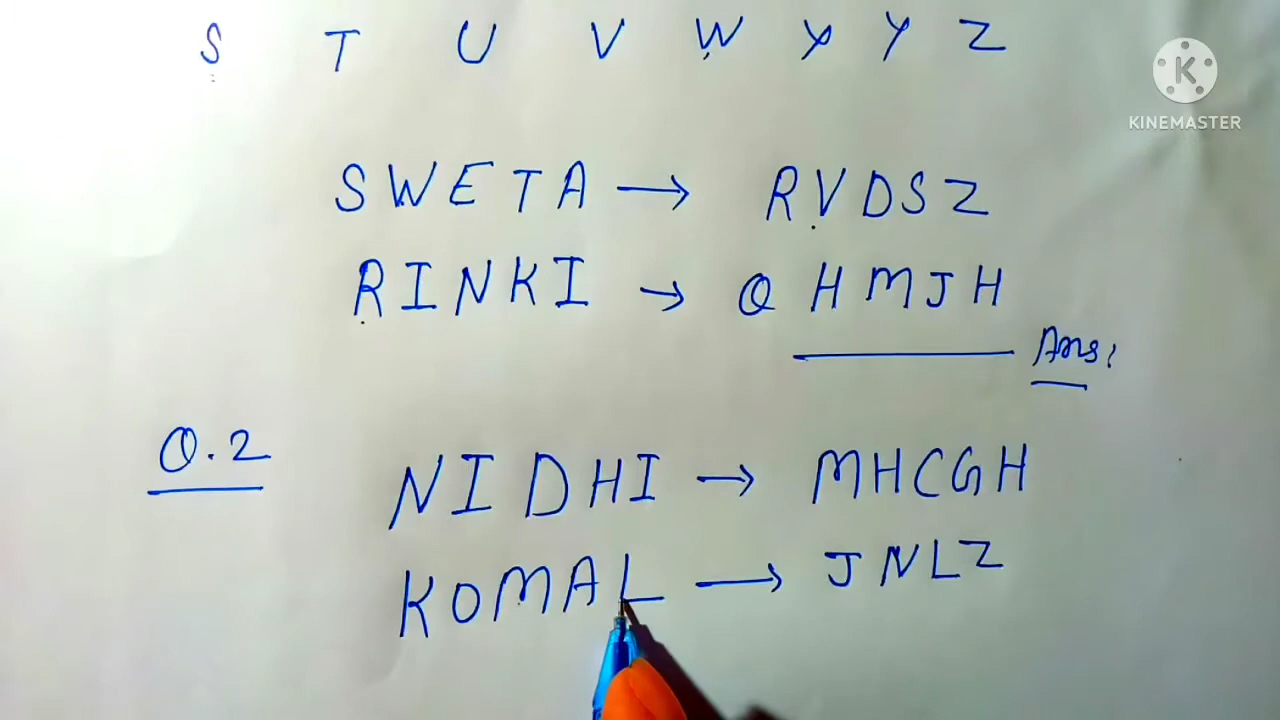 S T U V W X Y Z
KINEMASTER
SWETA → RVDSZ
RINKI → QHMJH
Ans:
Q.2
NIDHI → MHCGH
KOMAL → JNLZ